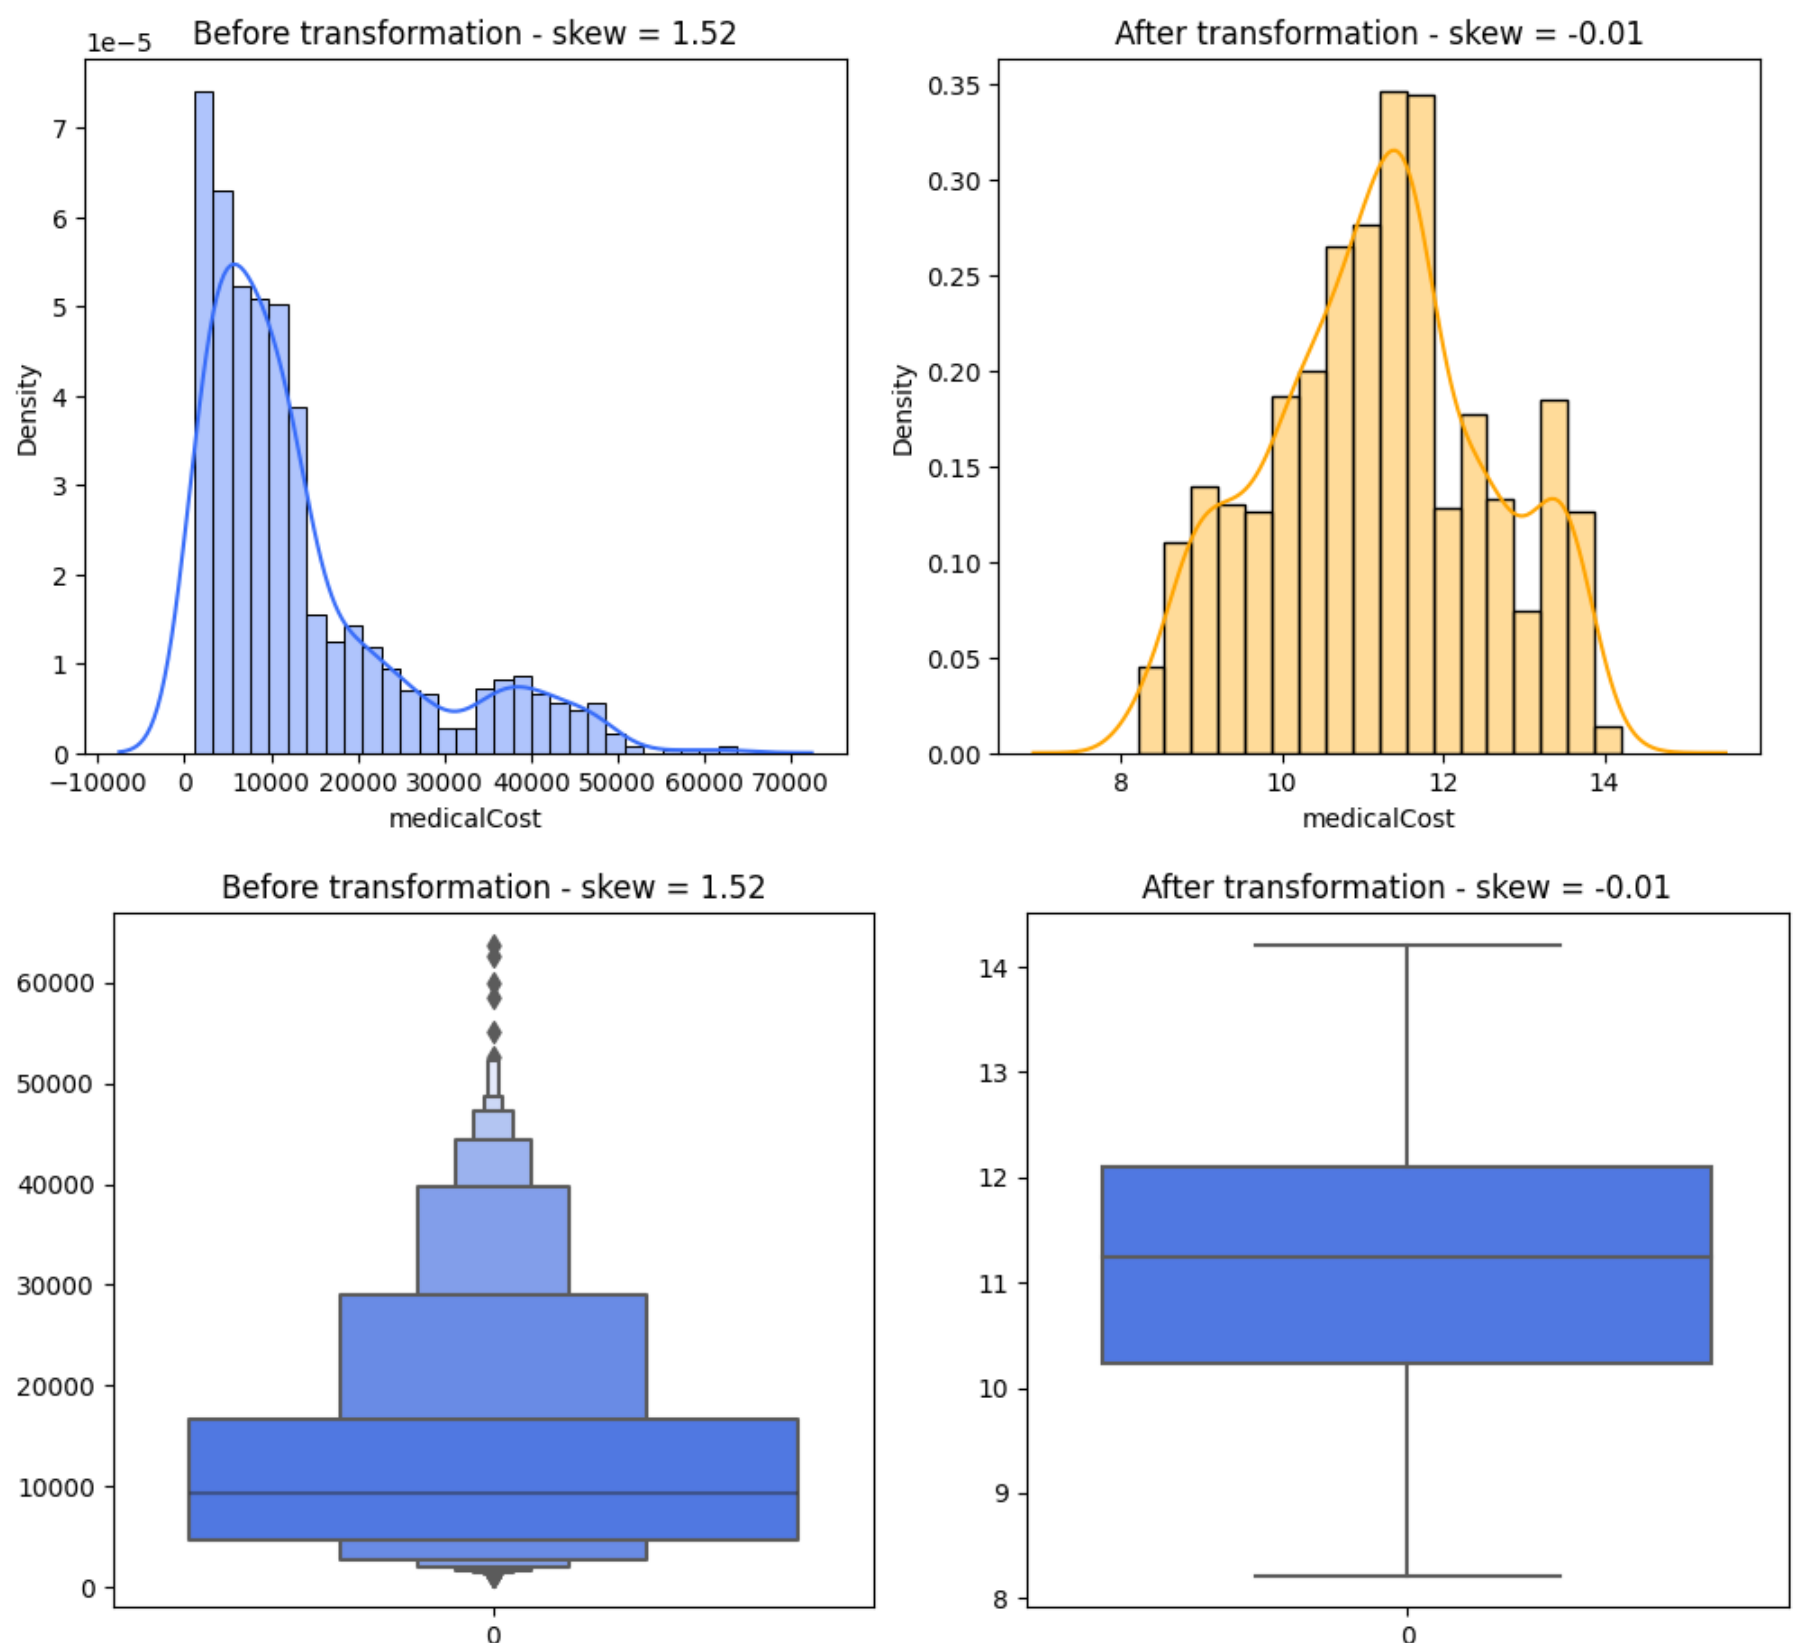 Before transformation - skew = 1.52
1e−5
7
6
5
4
3
2
1
0
Density
−10000 0 10000 20000 30000 40000 50000 60000 70000
medicalCost
After transformation - skew = -0.01
0.35
0.30
0.25
0.20
0.15
0.10
0.05
0.00
Density
8 10 12 14
medicalCost
Before transformation - skew = 1.52
60000
50000
40000
30000
20000
10000
0
0
After transformation - skew = -0.01
14
13
12
11
10
9
8
0